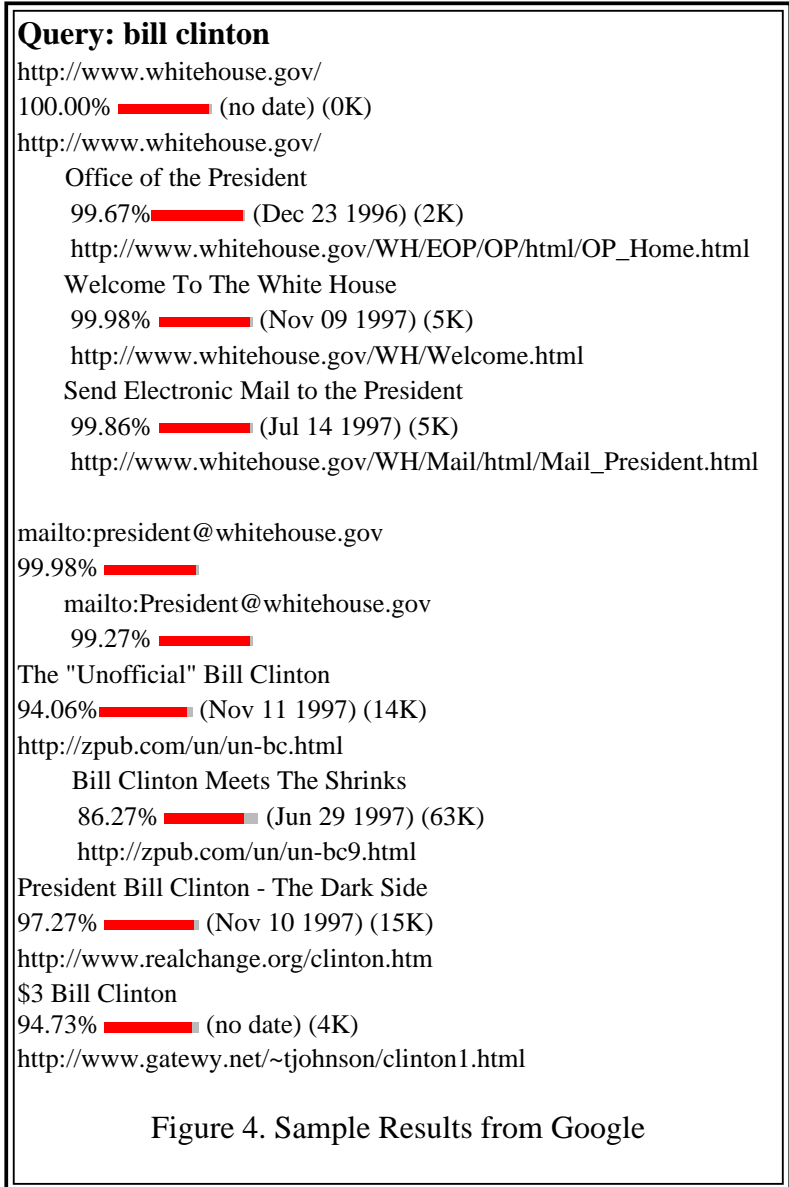 Query: bill clinton
http://www.whitehouse.gov/
100.00% (no date) (0K)
http://www.whitehouse.gov/
Office of the President
99.67% (Dec 23 1996) (2K)
http://www.whitehouse.gov/WH/EOP/OP/html/OP_Home.html
Welcome To The White House
99.98% (Nov 09 1997) (5K)
http://www.whitehouse.gov/WH/Welcome.html
Send Electronic Mail to the President
99.86% (Jul 14 1997) (5K)
http://www.whitehouse.gov/WH/Mail/html/Mail_President.html
mailto:president@whitehouse.gov
99.98%
mailto:President@whitehouse.gov
99.27%
The "Unofficial" Bill Clinton
94.06% (Nov 11 1997) (14K)
http://zpub.com/un/un-bc.html
Bill Clinton Meets The Shrinks
86.27% (Jun 29 1997) (63K)
http://zpub.com/un/un-bc9.html
President Bill Clinton - The Dark Side
97.27% (Nov 10 1997) (15K)
http://www.realchange.org/clinton.htm
$3 Bill Clinton
94.73% (no date) (4K)
http://www.gatewy.net/~tjohnson/clinton1.html
Figure 4. Sample Results from Google